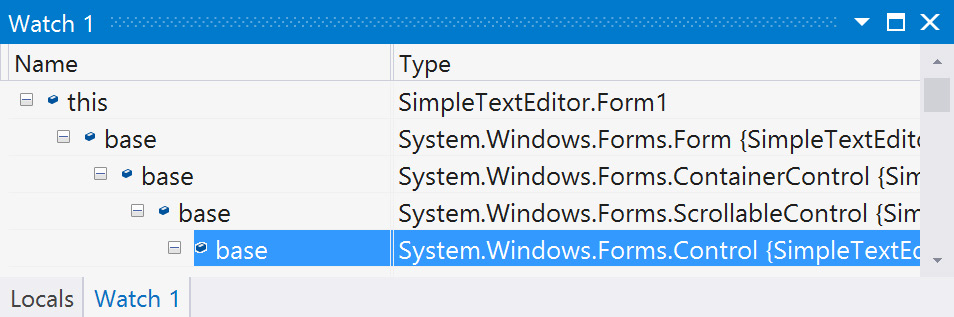 Watch 1
Name Type
this SimpleTextEditor.Form1
base System.Windows.Forms.Form {SimpleTextEdito
base System.Windows.Forms.ContainerControl {Sim
base System.Windows.Forms.ScrollableControl {Sim
base System.Windows.Forms.Control {SimpleTextEd
Locals Watch 1